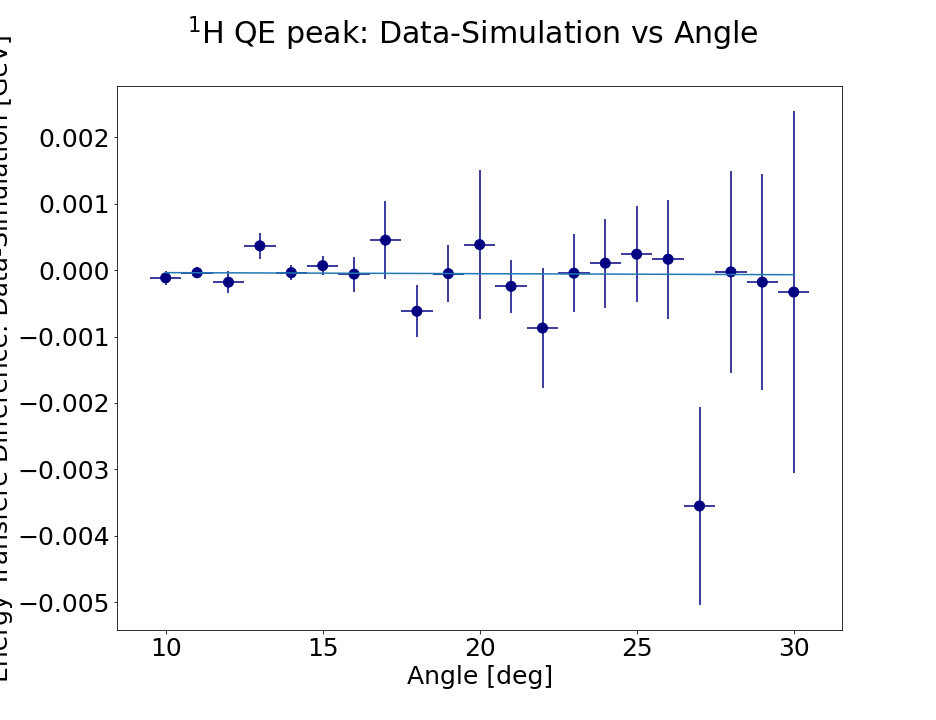 ¹H QE peak: Data-Simulation vs Angle
Energy Transfere Difference: Data-Simulation [GeV]
0.002
0.001
0.000
−0.001
−0.002
−0.003
−0.004
−0.005
10 15 20 25 30
Angle [deg]